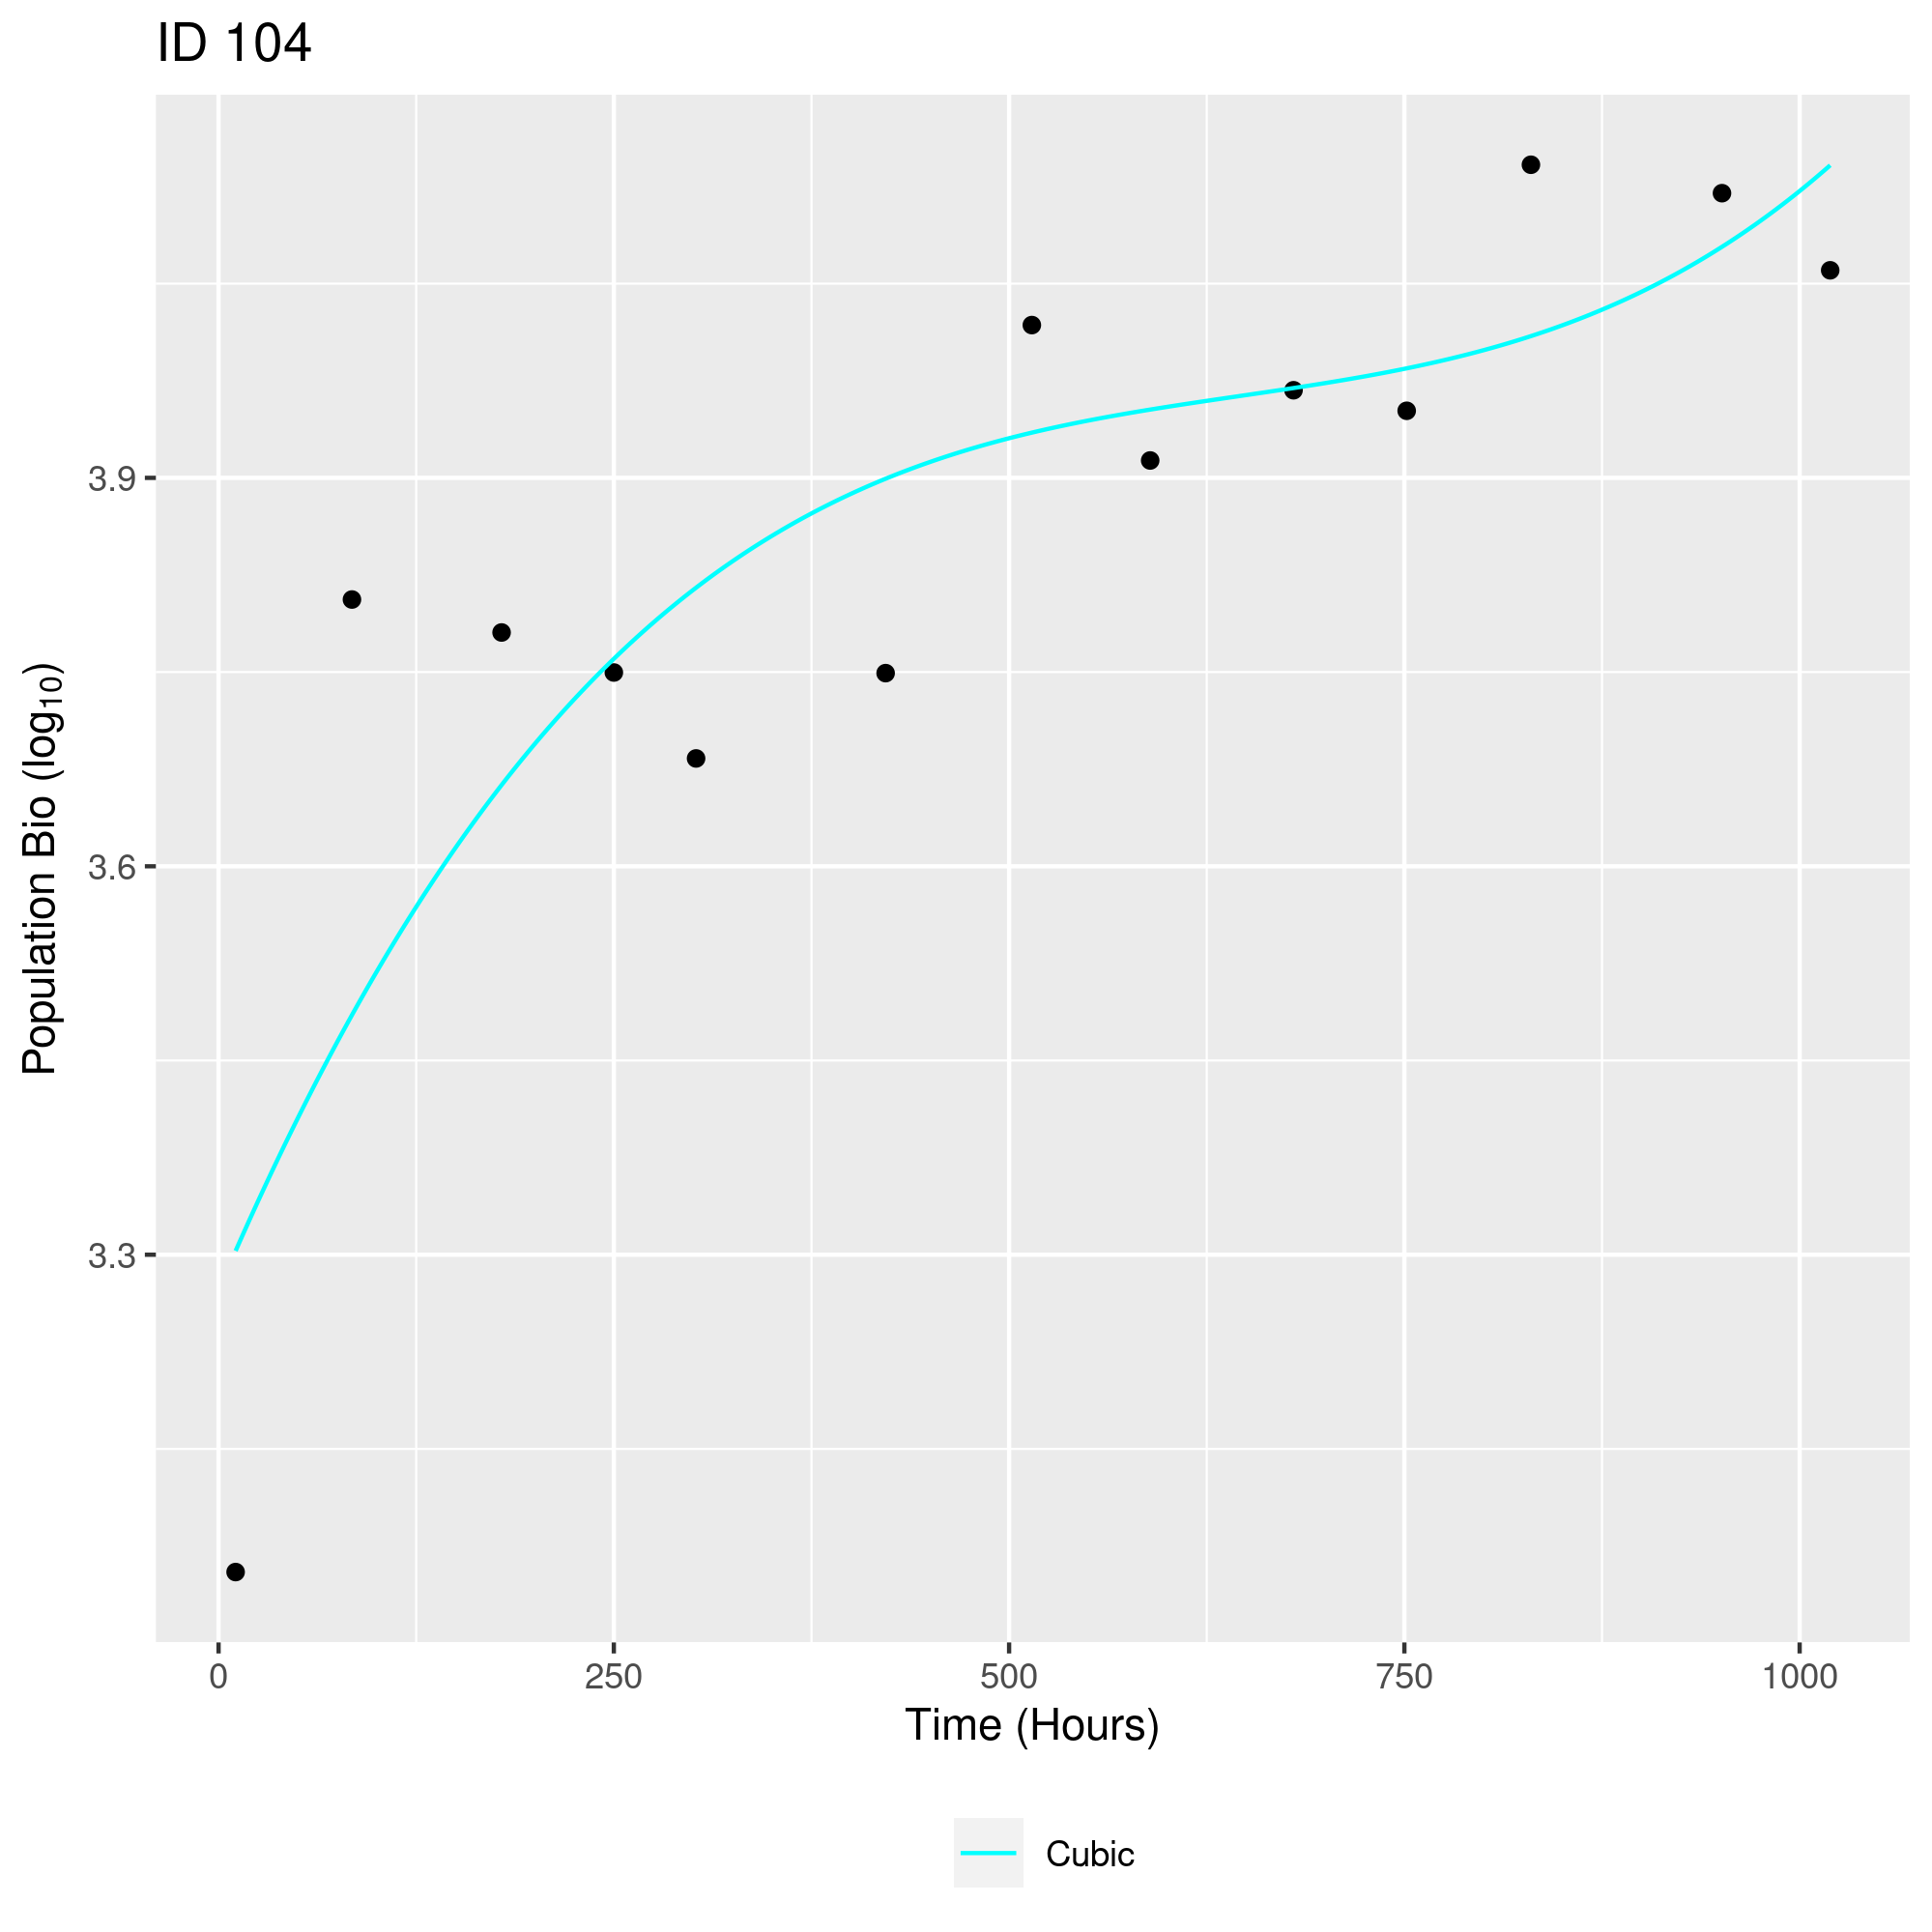 ID 104
Population Bio (log₁₀)
3.9
3.6
3.3
0 250 500 750 1000
Time (Hours)
Cubic